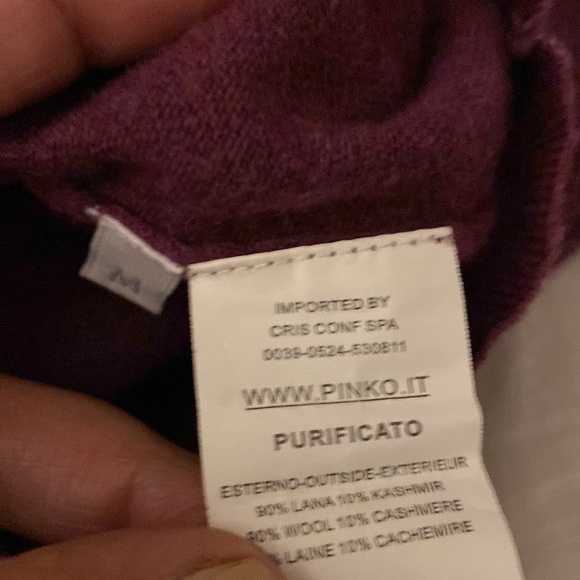 M
IMPORTED BY
CRIS CONF SPA
0039-0524-530811
WWW.PINKO.IT
PURIFICATO
ESTERNO-OUTSIDE-EXTERIEUR
90% LANA 10% KASHMIR
90% WOOL 10% CASHMERE
% LAINE 10% CACHEMIRE